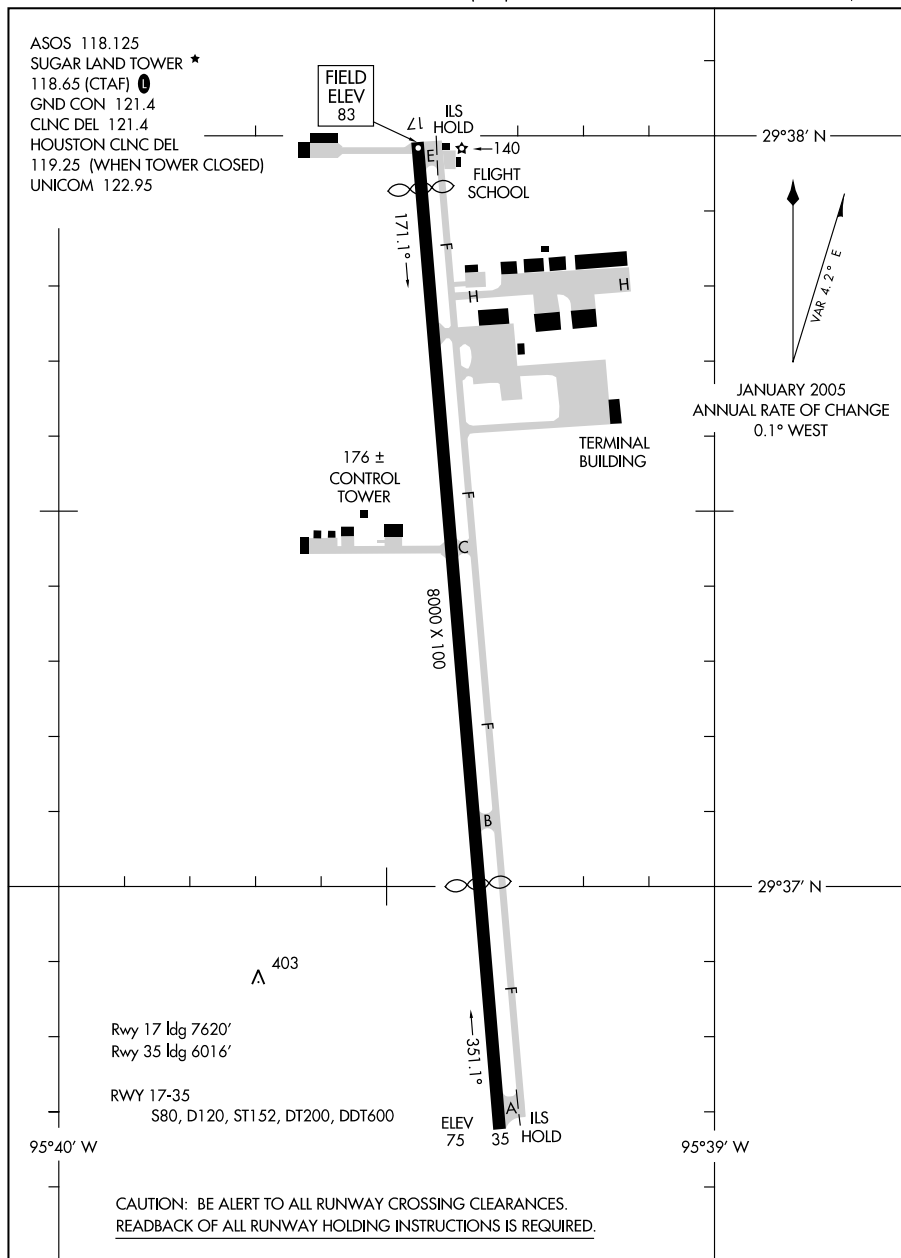 ASOS 118.125
SUGAR LAND TOWER ★
118.65 (CTAF) L
GND CON 121.4
CLNC DEL 121.4
HOUSTON CLNC DEL
119.25 (WHEN TOWER CLOSED)
UNICOM 122.95
FIELD
ELEV
83
17
ILS
HOLD
29°38' N
E
140
FLIGHT
SCHOOL
171.1°
F
H
H
VAR 4.2° E
JANUARY 2005
ANNUAL RATE OF CHANGE
0.1° WEST
TERMINAL
BUILDING
176 ±
CONTROL
TOWER
F
C
8000 X 100
F
B
29°37' N
403
F
Rwy 17 ldg 7620'
Rwy 35 ldg 6016'
351.1°
RWY 17-35
S80, D120, ST152, DT200, DDT600
A
ELEV
75
35
ILS
HOLD
95°40' W
95°39' W
CAUTION: BE ALERT TO ALL RUNWAY CROSSING CLEARANCES.
READBACK OF ALL RUNWAY HOLDING INSTRUCTIONS IS REQUIRED.